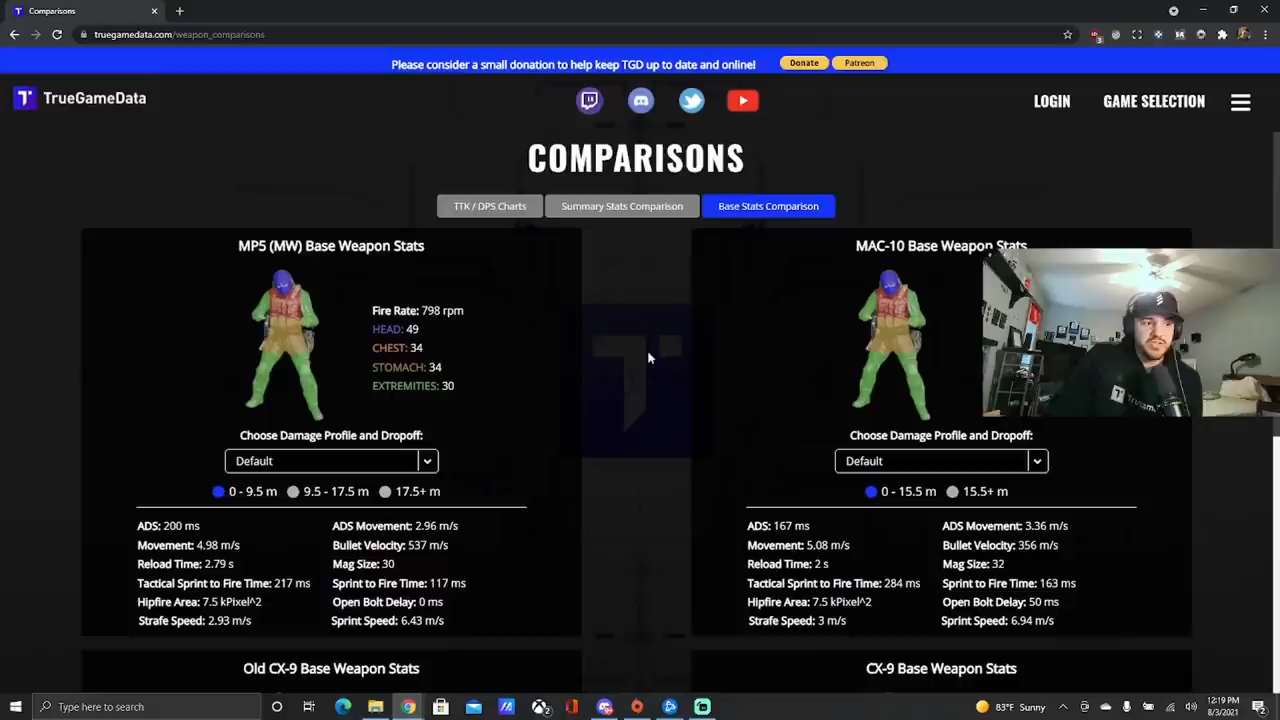 Comparisons
truegamedata.com/weapon_comparisons
Please consider a small donation to help keep TGD up to date and online!
Donate
Patreon
TrueGameData
LOGIN
GAME SELECTION
COMPARISONS
TTK / DPS Charts
Summary Stats Comparison
Base Stats Comparison
MP5 (MW) Base Weapon Stats
Fire Rate: 798 rpm
HEAD: 49
CHEST: 34
STOMACH: 34
EXTREMITIES: 30
Choose Damage Profile and Dropoff:
Default
0 - 9.5 m 9.5 - 17.5 m 17.5+ m
ADS: 200 ms
ADS Movement: 2.96 m/s
Movement: 4.98 m/s
Bullet Velocity: 537 m/s
Reload Time: 2.79 s
Mag Size: 30
Tactical Sprint to Fire Time: 217 ms
Sprint to Fire Time: 117 ms
Hipfire Area: 7.5 kPixel^2
Open Bolt Delay: 0 ms
Strafe Speed: 2.93 m/s
Sprint Speed: 6.43 m/s
MAC-10 Base Weapon Stats
Choose Damage Profile and Dropoff:
Default
0 - 15.5 m 15.5+ m
ADS: 167 ms
ADS Movement: 3.36 m/s
Movement: 5.08 m/s
Bullet Velocity: 356 m/s
Reload Time: 2 s
Mag Size: 32
Tactical Sprint to Fire Time: 284 ms
Sprint to Fire Time: 163 ms
Hipfire Area: 7.5 kPixel^2
Open Bolt Delay: 50 ms
Strafe Speed: 3 m/s
Sprint Speed: 6.94 m/s
Old CX-9 Base Weapon Stats
CX-9 Base Weapon Stats
Type here to search
83°F Sunny
12:19 PM
8/3/2021